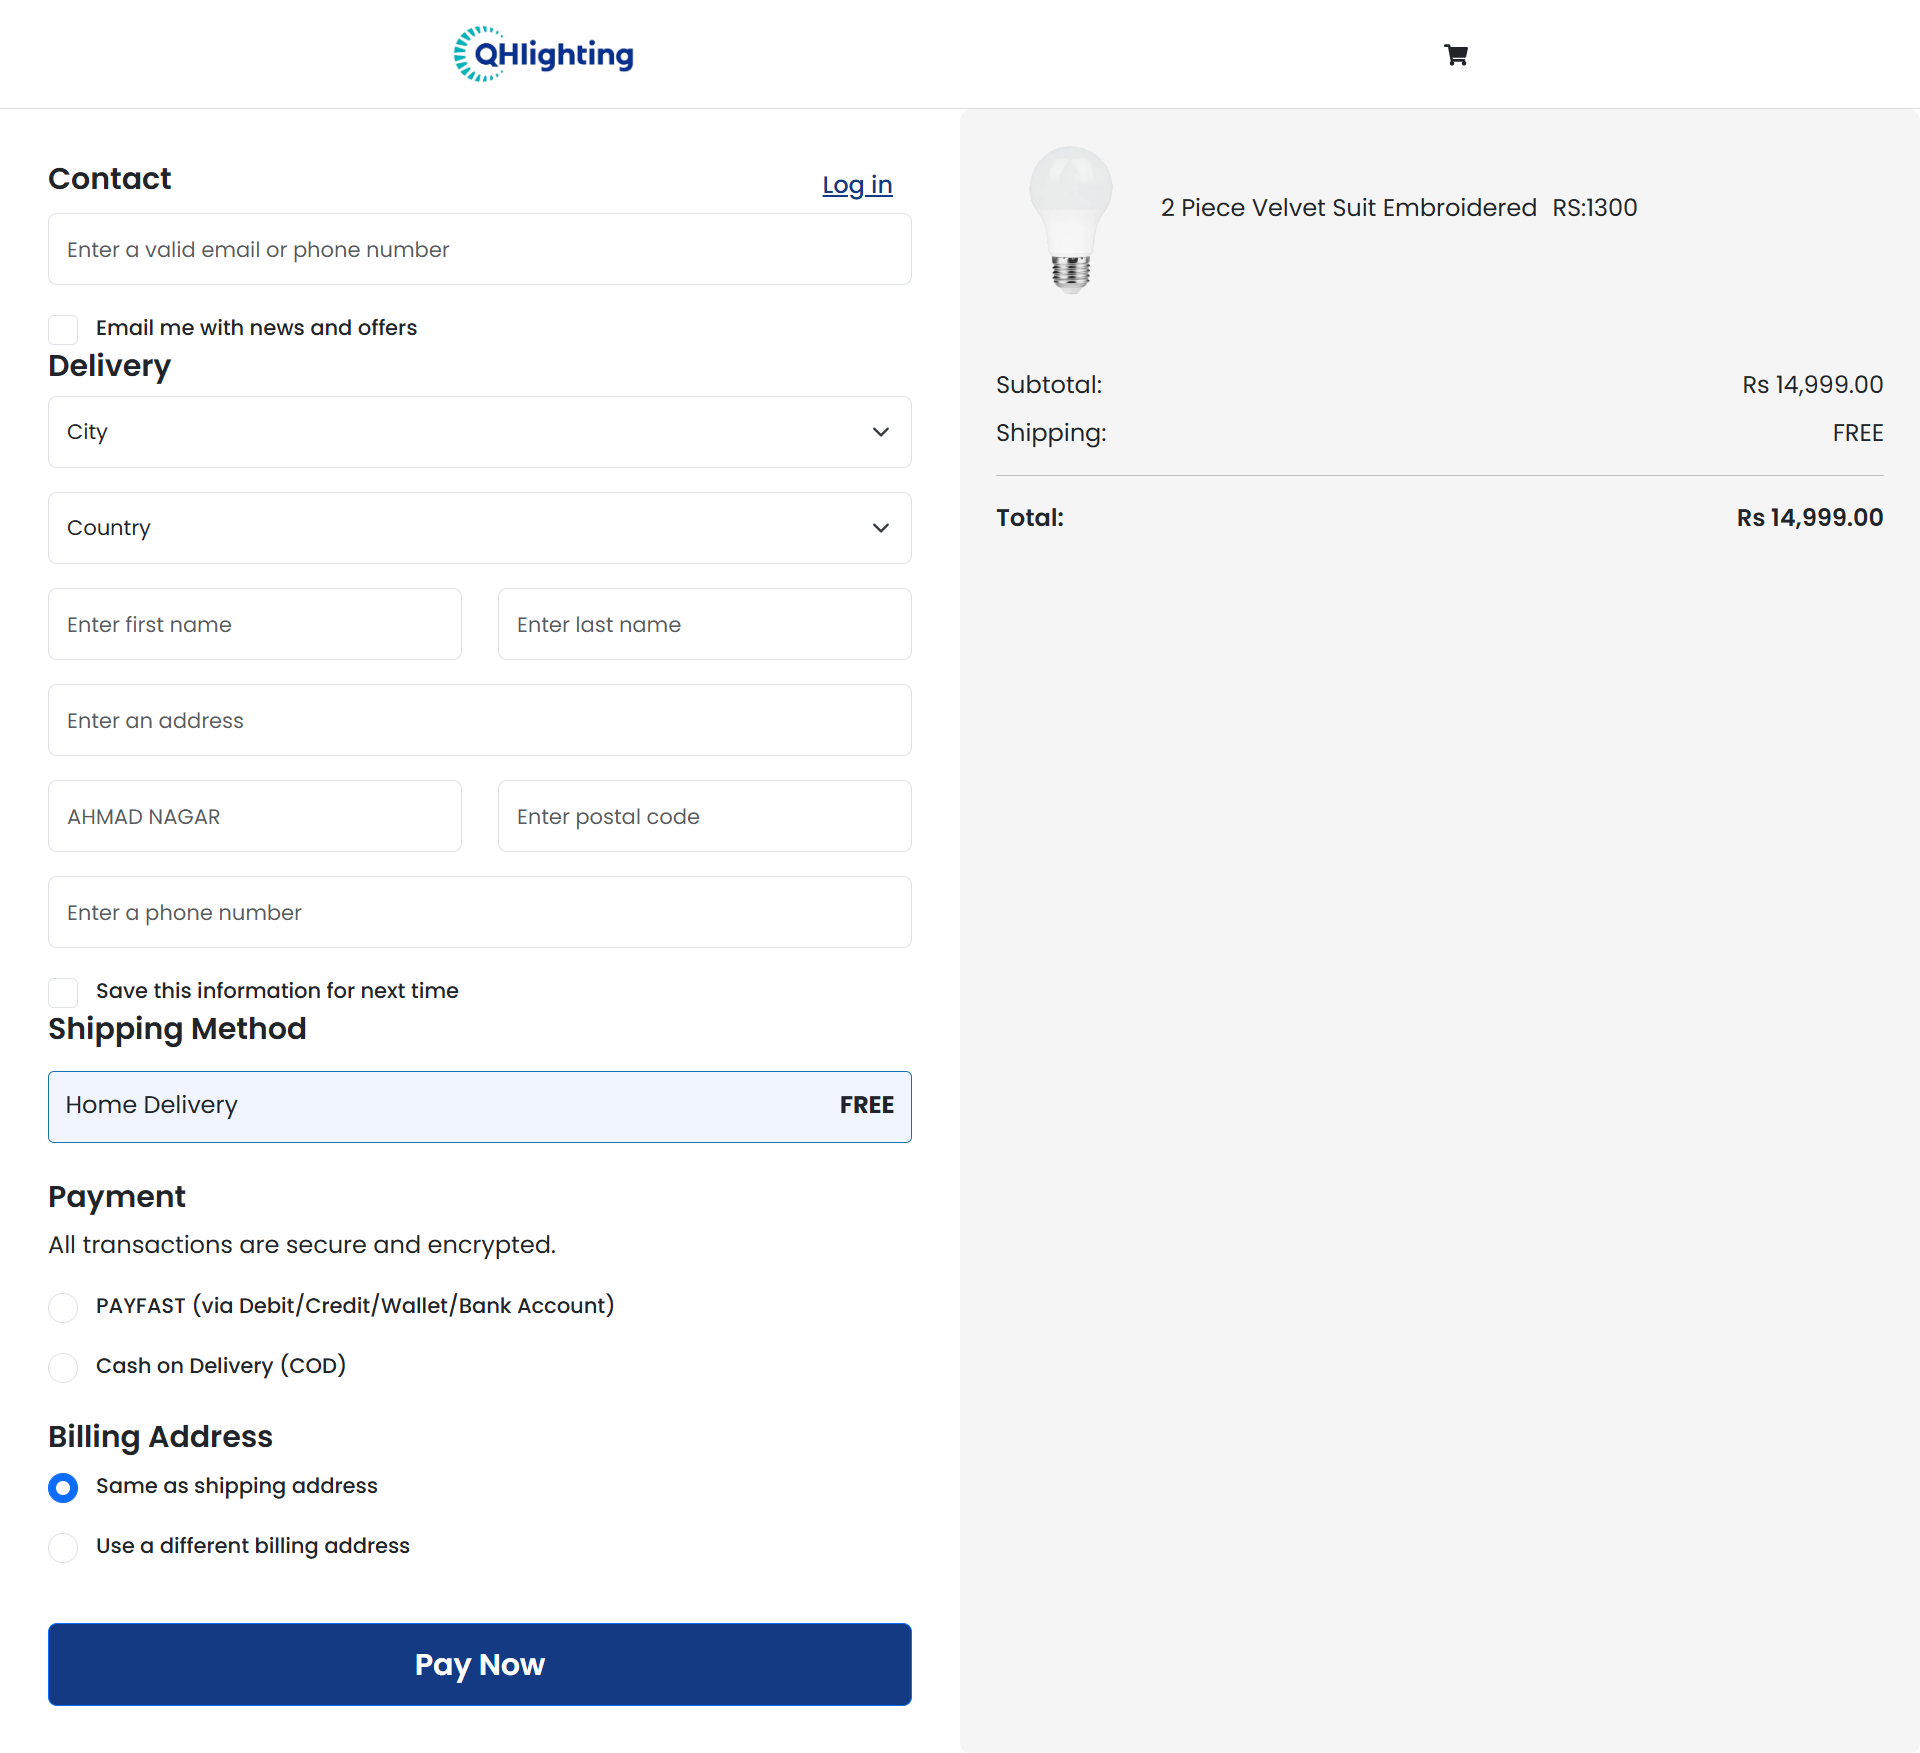 QHlighting
Contact
Log in
Enter a valid email or phone number
Email me with news and offers
Delivery
City
Country
Enter first name
Enter last name
Enter an address
AHMAD NAGAR
Enter postal code
Enter a phone number
Save this information for next time
Shipping Method
Home Delivery FREE
Payment
All transactions are secure and encrypted.
PAYFAST (via Debit/Credit/Wallet/Bank Account)
Cash on Delivery (COD)
Billing Address
Same as shipping address
Use a different billing address
Pay Now
2 Piece Velvet Suit Embroidered RS:1300
Subtotal: Rs 14,999.00
Shipping: FREE
Total: Rs 14,999.00